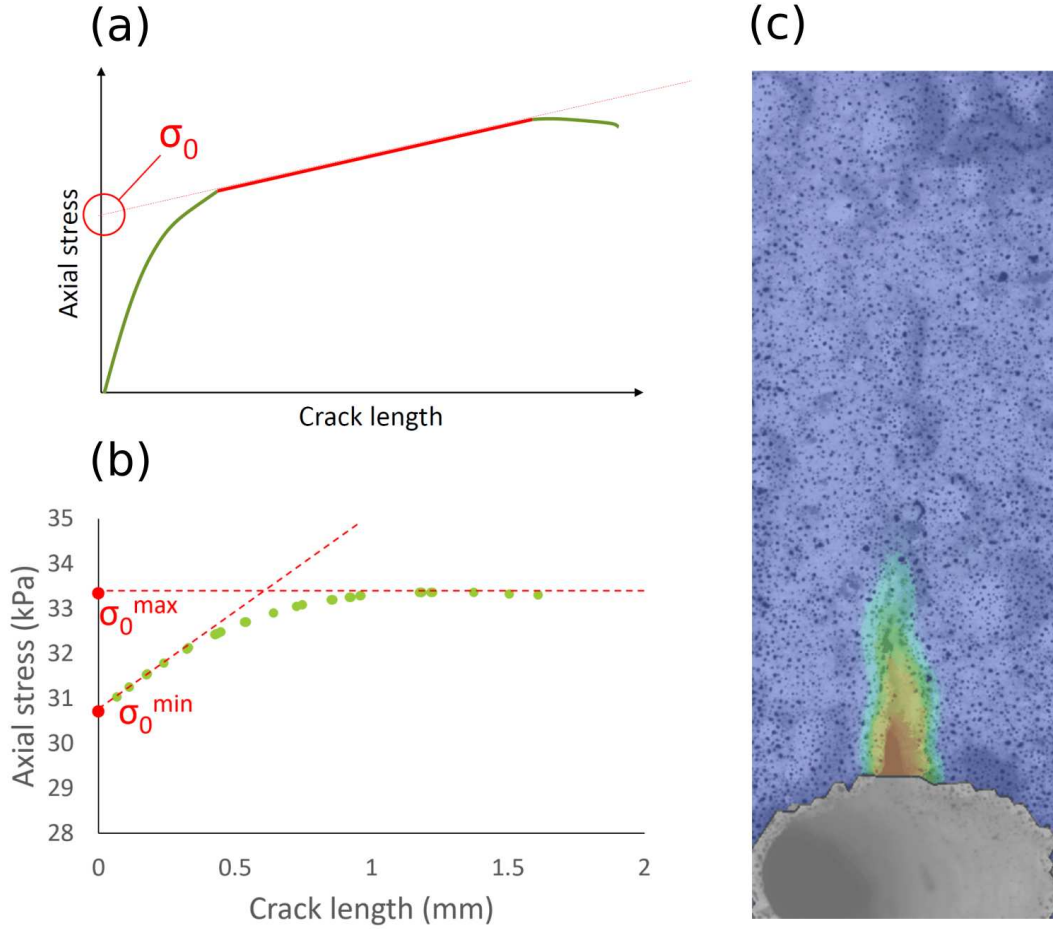 (a)
σ0
Axial stress
Crack length
(b)
35
34
33
32
31
30
29
28
σ0max
σ0min
Axial stress (kPa)
0
0.5
1
1.5
2
Crack length (mm)
(c)